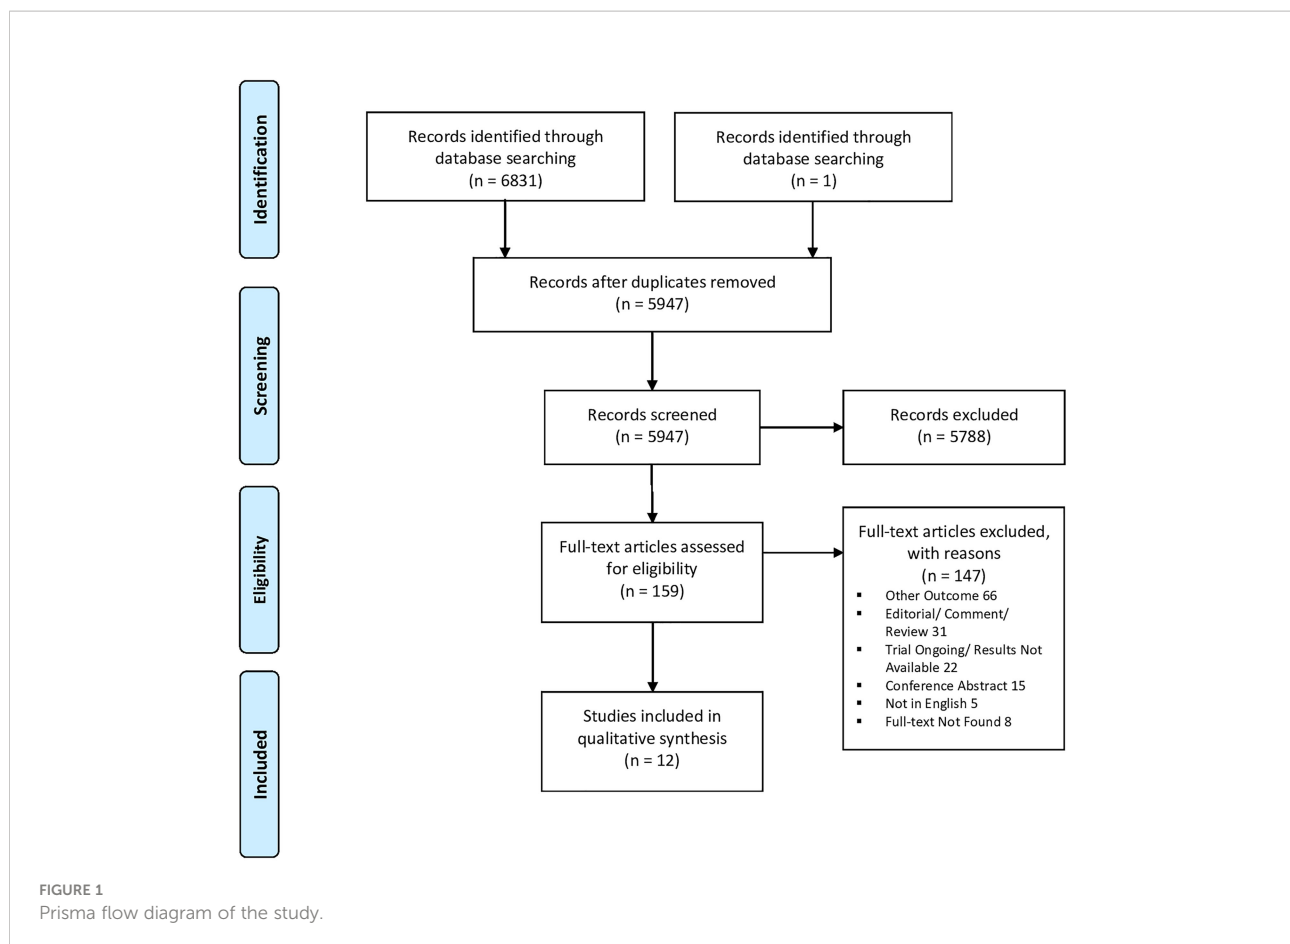 Identification
Records identified through
database searching
(n = 6831)
Records identified through
database searching
(n = 1)
Records after duplicates removed
(n = 5947)
Screening
Records screened
(n = 5947)
Records excluded
(n = 5788)
Eligibility
Full-text articles assessed
for eligibility
(n = 159)
Full-text articles excluded,
with reasons
(n = 147)
▪ Other Outcome 66
▪ Editorial/ Comment/
Review 31
▪ Trial Ongoing/ Results Not
Available 22
▪ Conference Abstract 15
▪ Not in English 5
▪ Full-text Not Found 8
Included
Studies included in
qualitative synthesis
(n = 12)
FIGURE 1
Prisma flow diagram of the study.